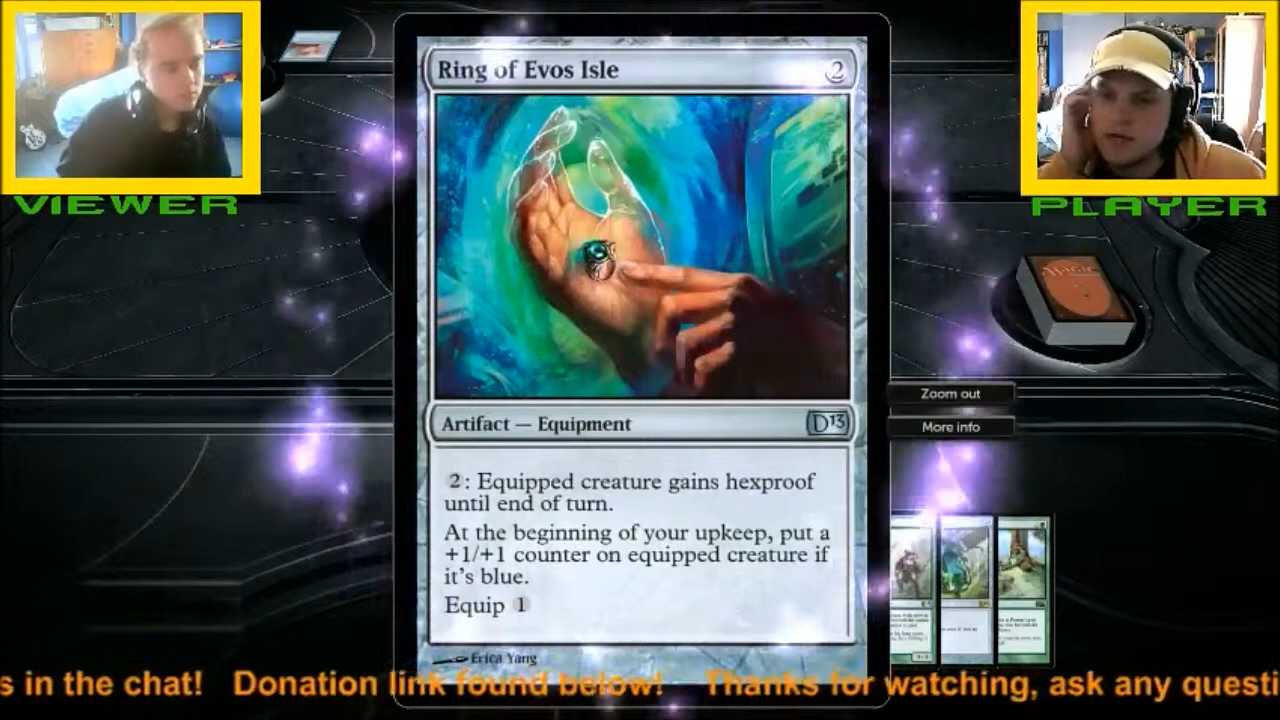 Ring of Evos Isle 2
VIEWER
PLAYER
MAGIC
Zoom out
Artifact — Equipment D13
More info
2: Equipped creature gains hexproof
until end of turn.
At the beginning of your upkeep, put a
+1/+1 counter on equipped creature if
it's blue.
Equip 1
Erica Yang
s in the chat! Donation link found below! Thanks for watching, ask any questi